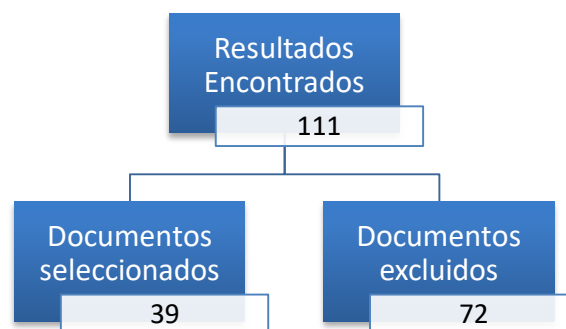 Resultados
Encontrados
111
Documentos
seleccionados
39
Documentos
excluidos
72